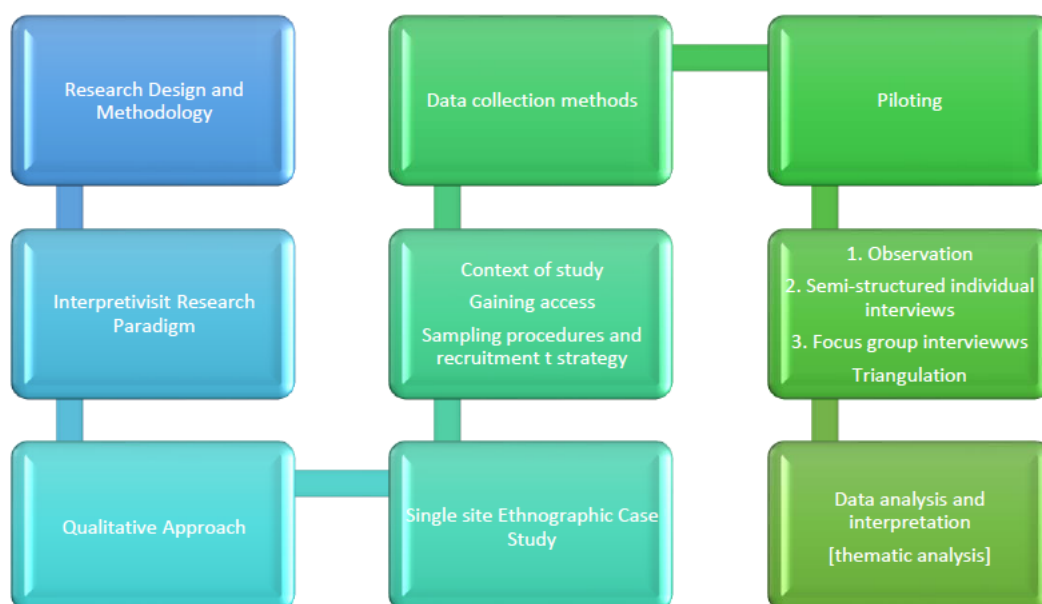 Research Design and
Methodology
Interpretivisit Research
Paradigm
Qualitative Approach
Single site Ethnographic Case
Study
Context of study
Gaining access
Sampling procedures and
recruitment t strategy
Data collection methods
Piloting
1. Observation
2. Semi-structured individual
interviews
3. Focus group interviewws
Triangulation
Data analysis and
interpretation
[thematic analysis]